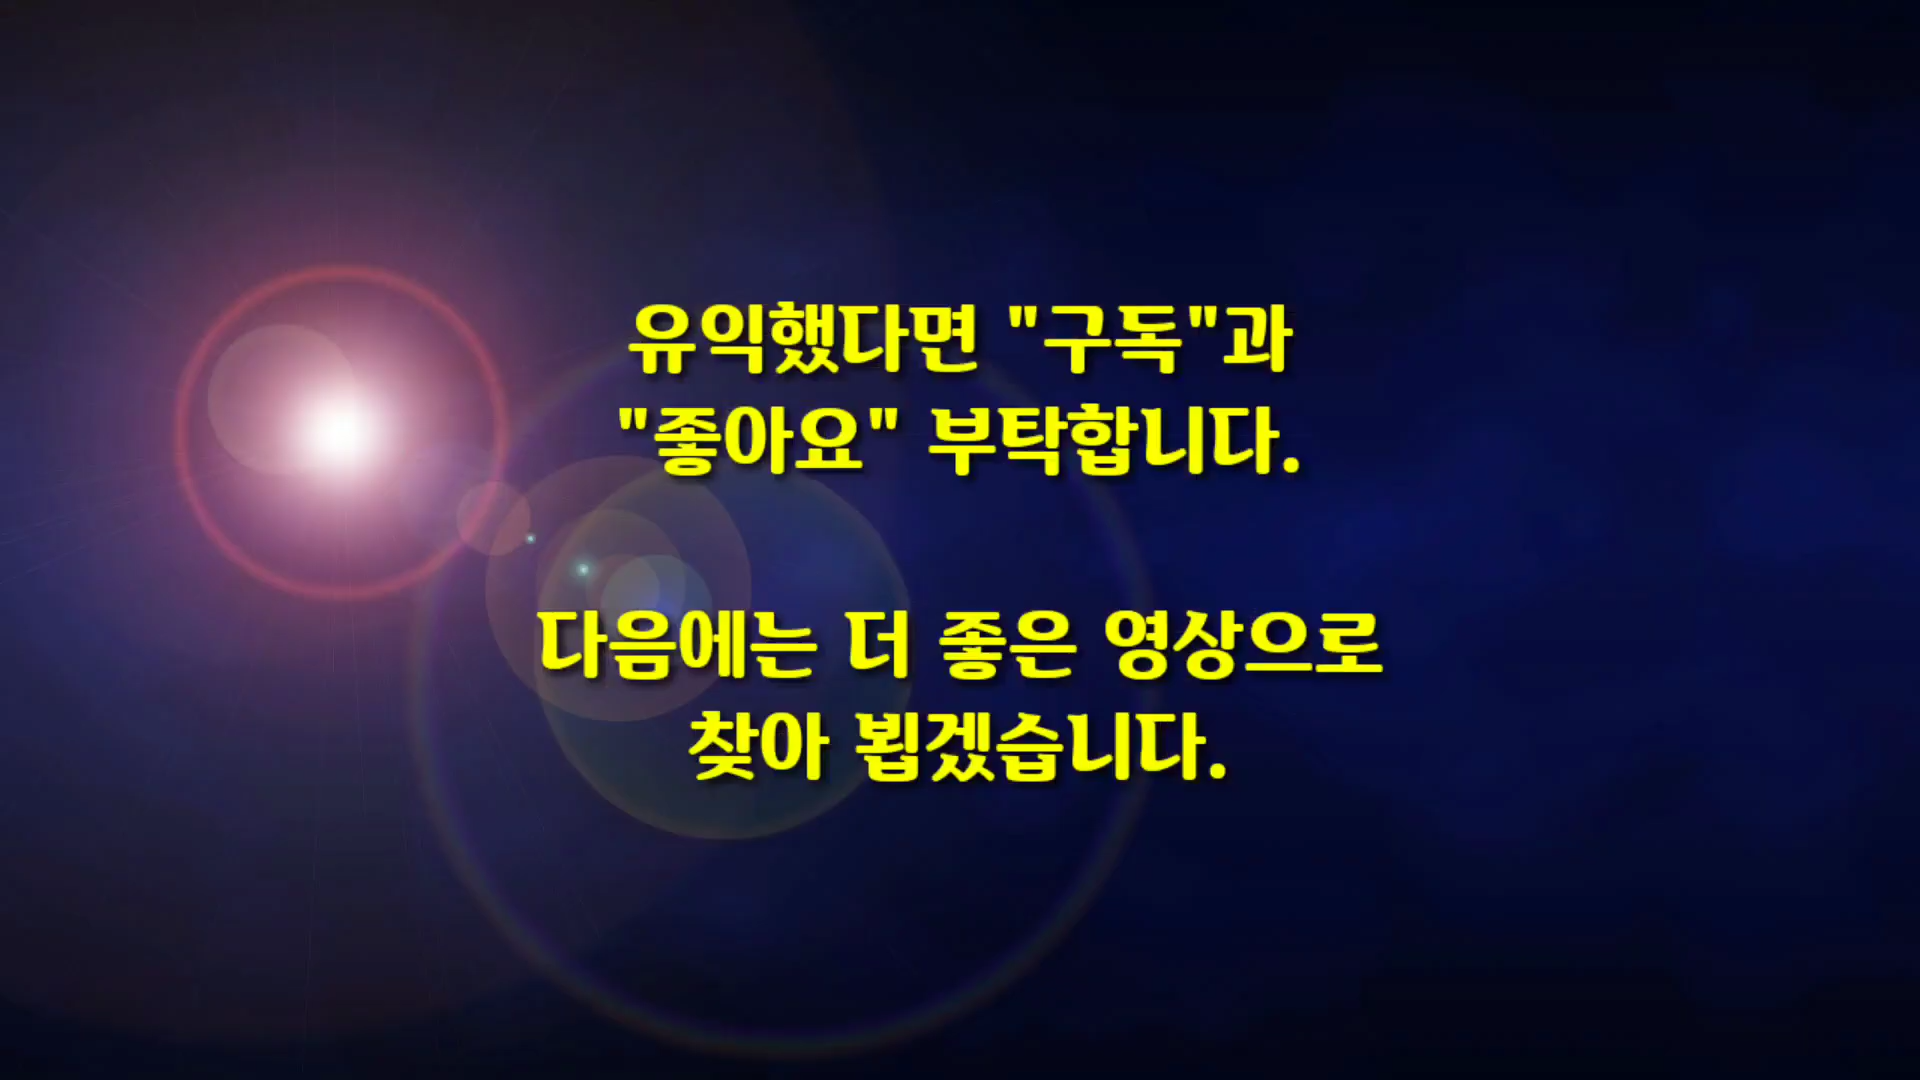 유익했다면 "구독"과
"좋아요" 부탁합니다.
다음에는 더 좋은 영상으로
찾아 뵙겠습니다.